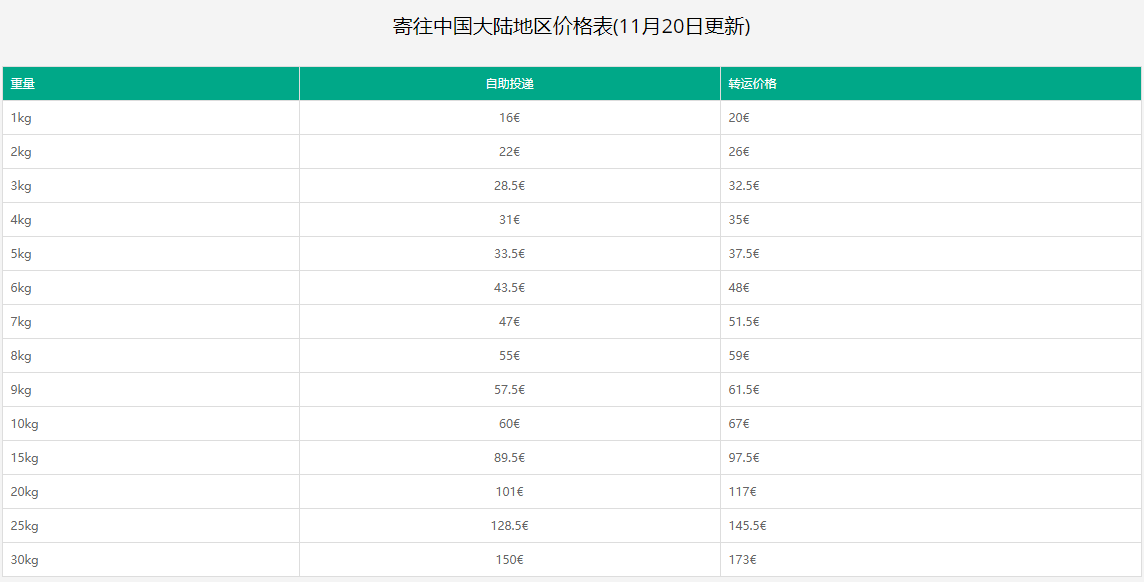 寄往中国大陆地区价格表(11月20日更新)
重量 自助投递 转运价格
1kg 16€ 20€
2kg 22€ 26€
3kg 28.5€ 32.5€
4kg 31€ 35€
5kg 33.5€ 37.5€
6kg 43.5€ 48€
7kg 47€ 51.5€
8kg 55€ 59€
9kg 57.5€ 61.5€
10kg 60€ 67€
15kg 89.5€ 97.5€
20kg 101€ 117€
25kg 128.5€ 145.5€
30kg 150€ 173€